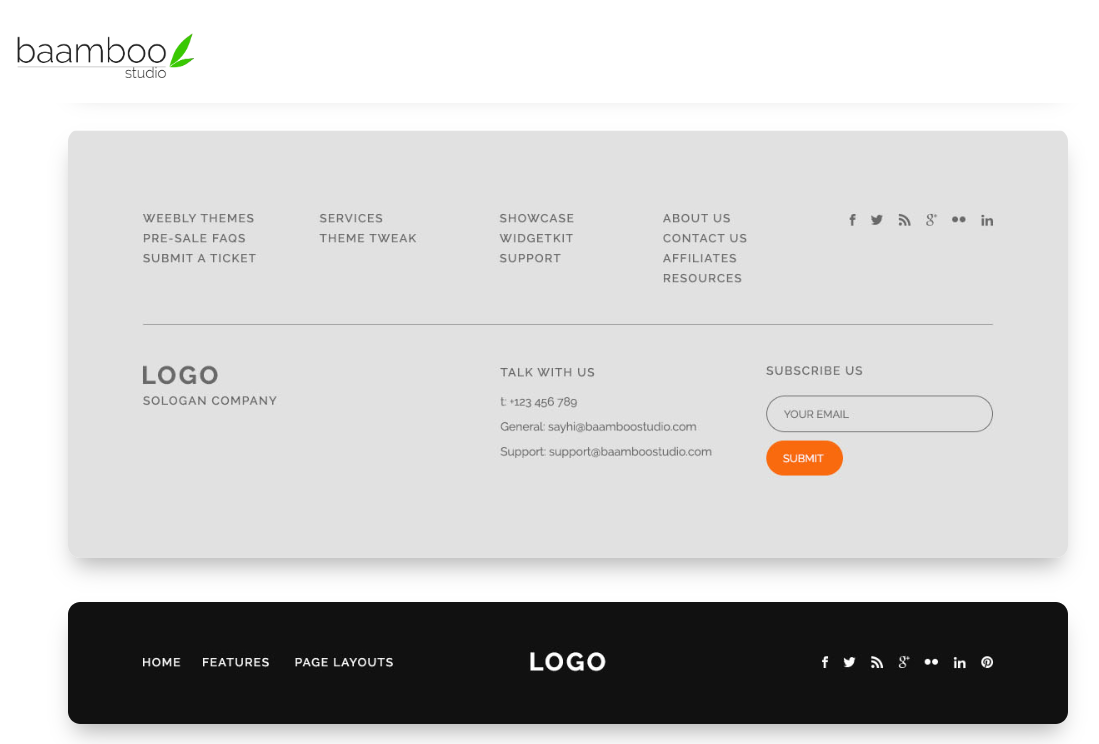 baamboo
studio
WEEBLY THEMES
PRE-SALE FAQS
SUBMIT A TICKET
SERVICES
THEME TWEAK
SHOWCASE
WIDGETKIT
SUPPORT
ABOUT US
CONTACT US
AFFILIATES
RESOURCES
LOGO
SOLOGAN COMPANY
TALK WITH US
t: +123 456 789
General: sayhi@baamboostudio.com
Support: support@baamboostudio.com
SUBSCRIBE US
YOUR EMAIL
SUBMIT
HOME FEATURES PAGE LAYOUTS
LOGO